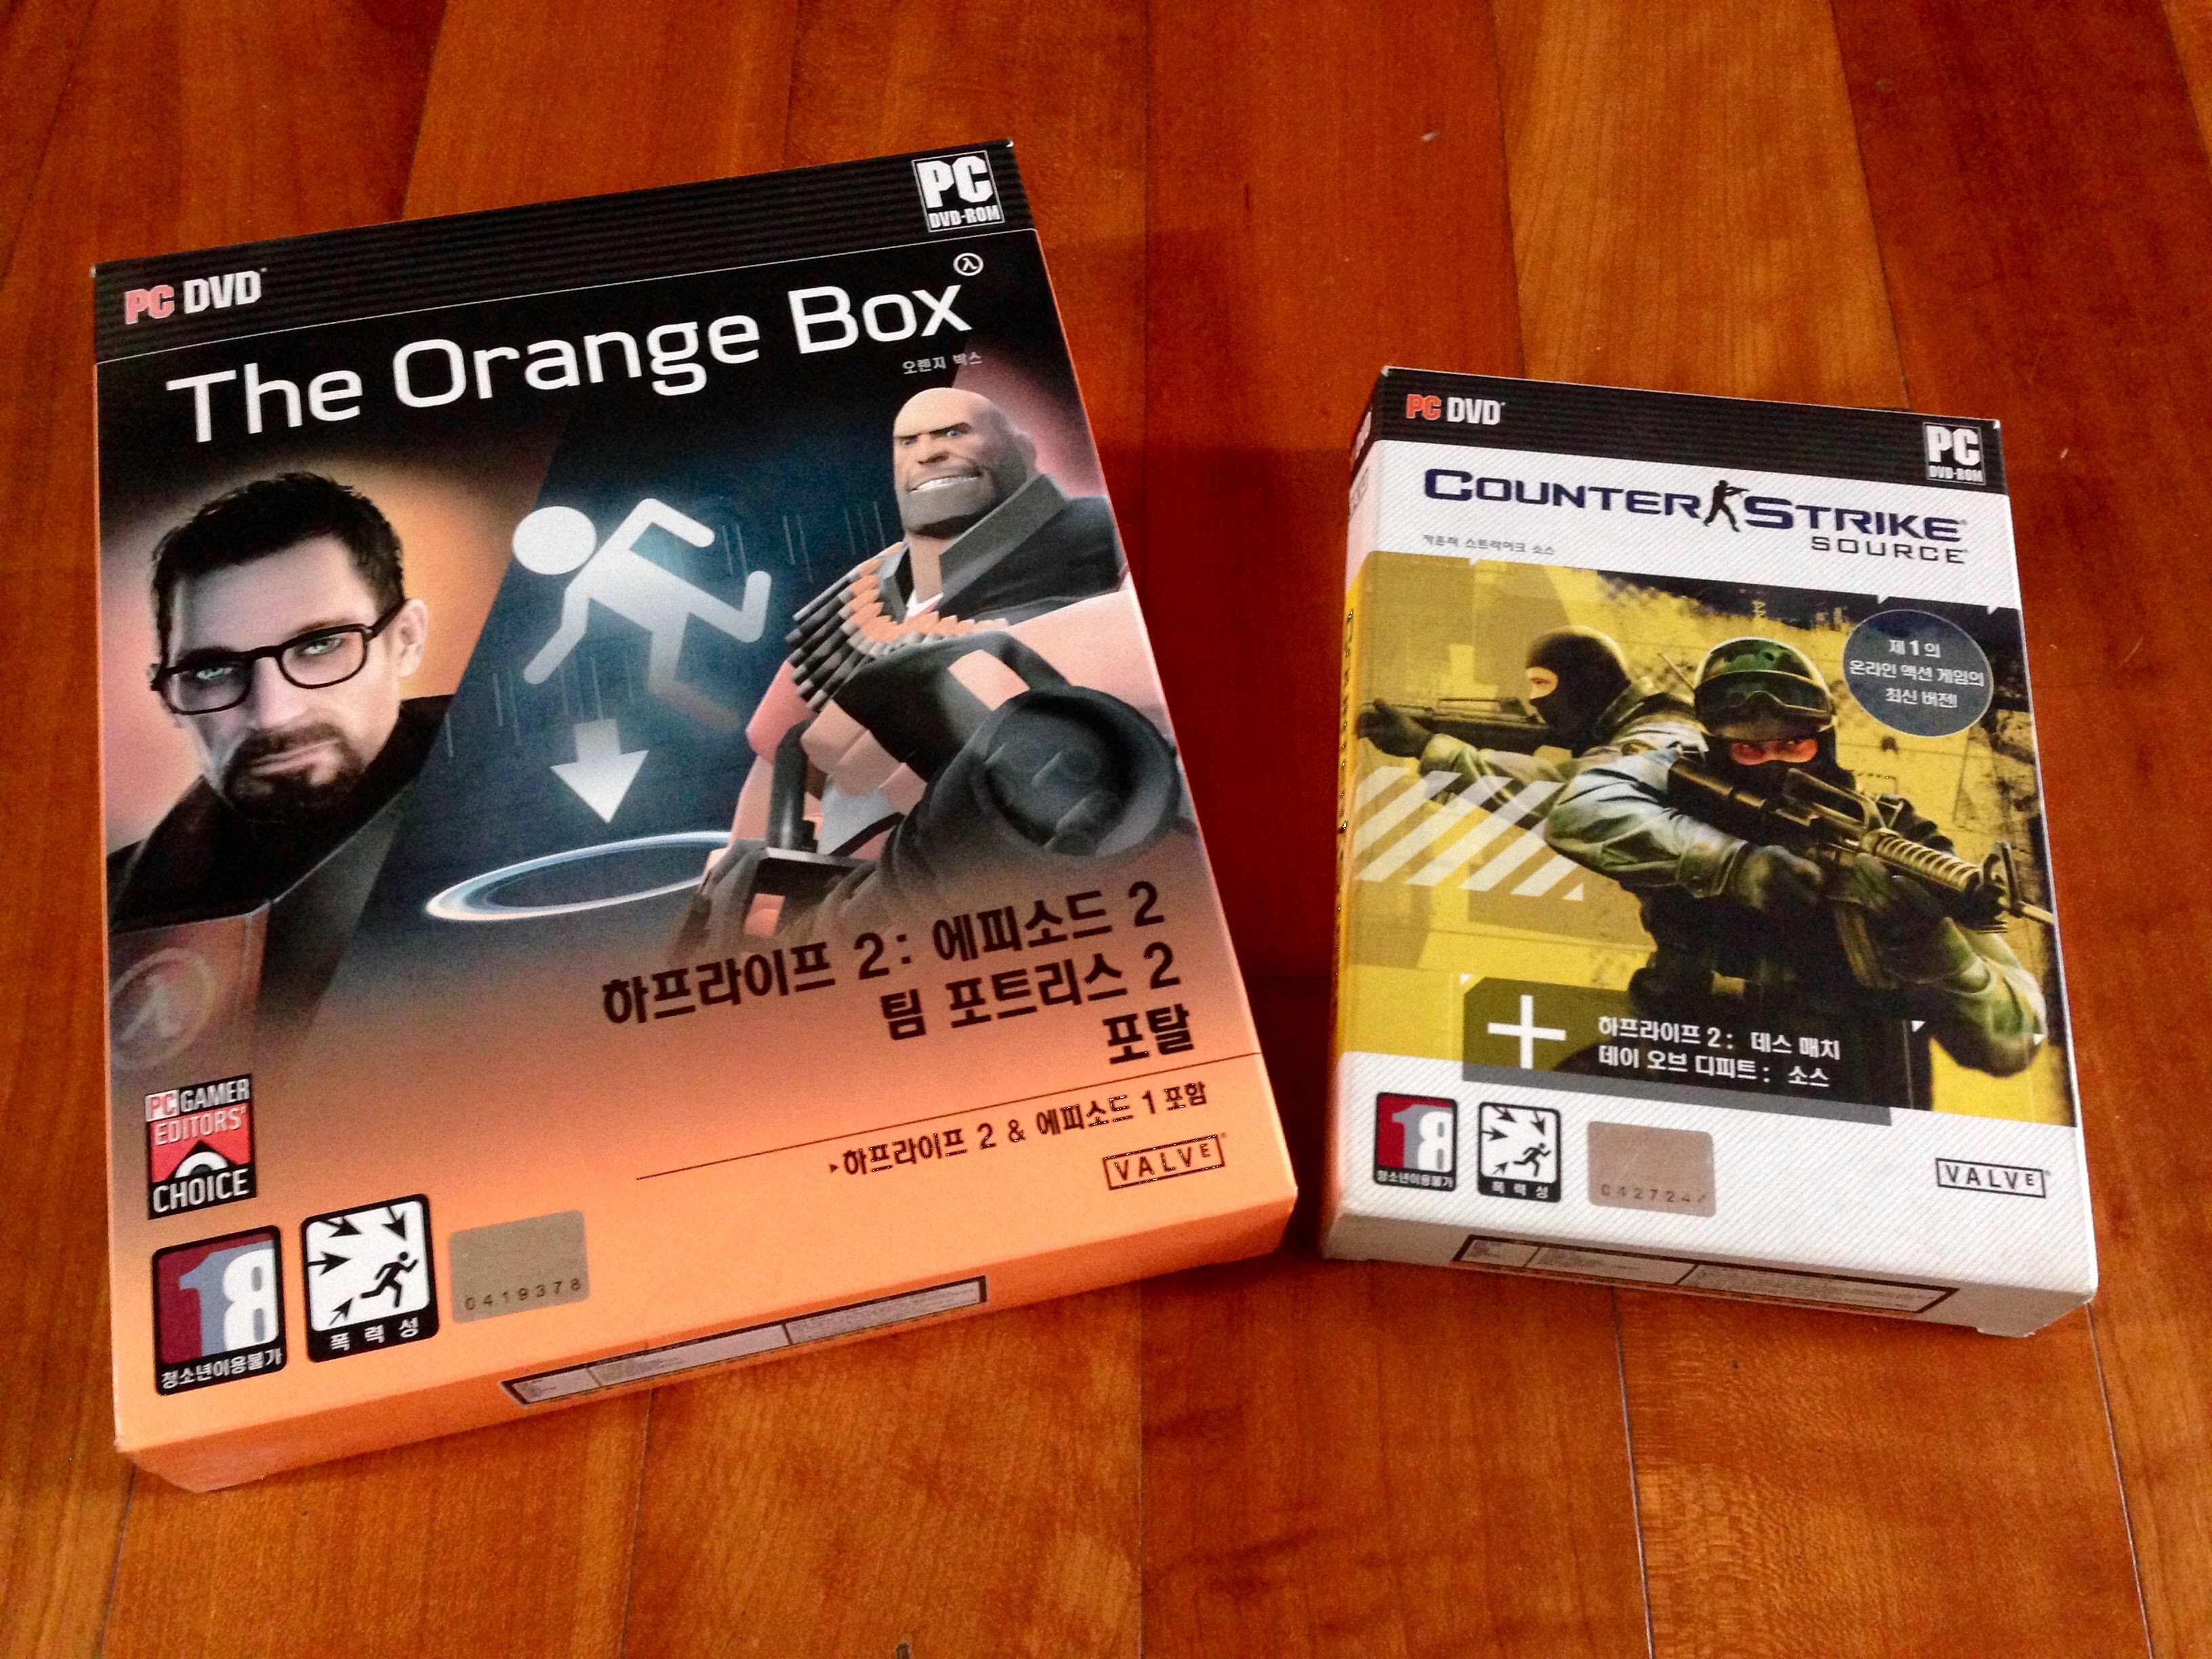 PC DVD
PC
DVD-ROM
The Orange Box
오렌지 박스
하프라이프 2: 에피소드 2
팀 포트리스 2
포탈
▸하프라이프 2 & 에피소드 1 포함
PC GAMER
EDITORS'
CHOICE
VALVE®
18
청소년이용불가
폭력성
0419378
PC DVD
PC
DVD-ROM
COUNTER STRIKE®
SOURCE
카운터 스트라이크 소스
제 1의
온라인 액션 게임의
최신 버전!
+ 하프라이프 2: 데스 매치
데이 오브 디피트: 소스
18
청소년이용불가
폭력성
VALVE®